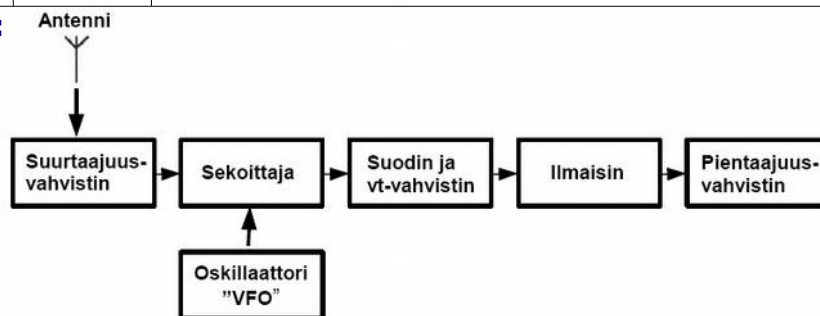 Antenni
:
Suurtaajuus-
vahvistin
Sekoittaja
Suodin ja
vt-vahvistin
Ilmaisin
Pientaajuus-
vahvistin
Oskillaattori
”VFO”